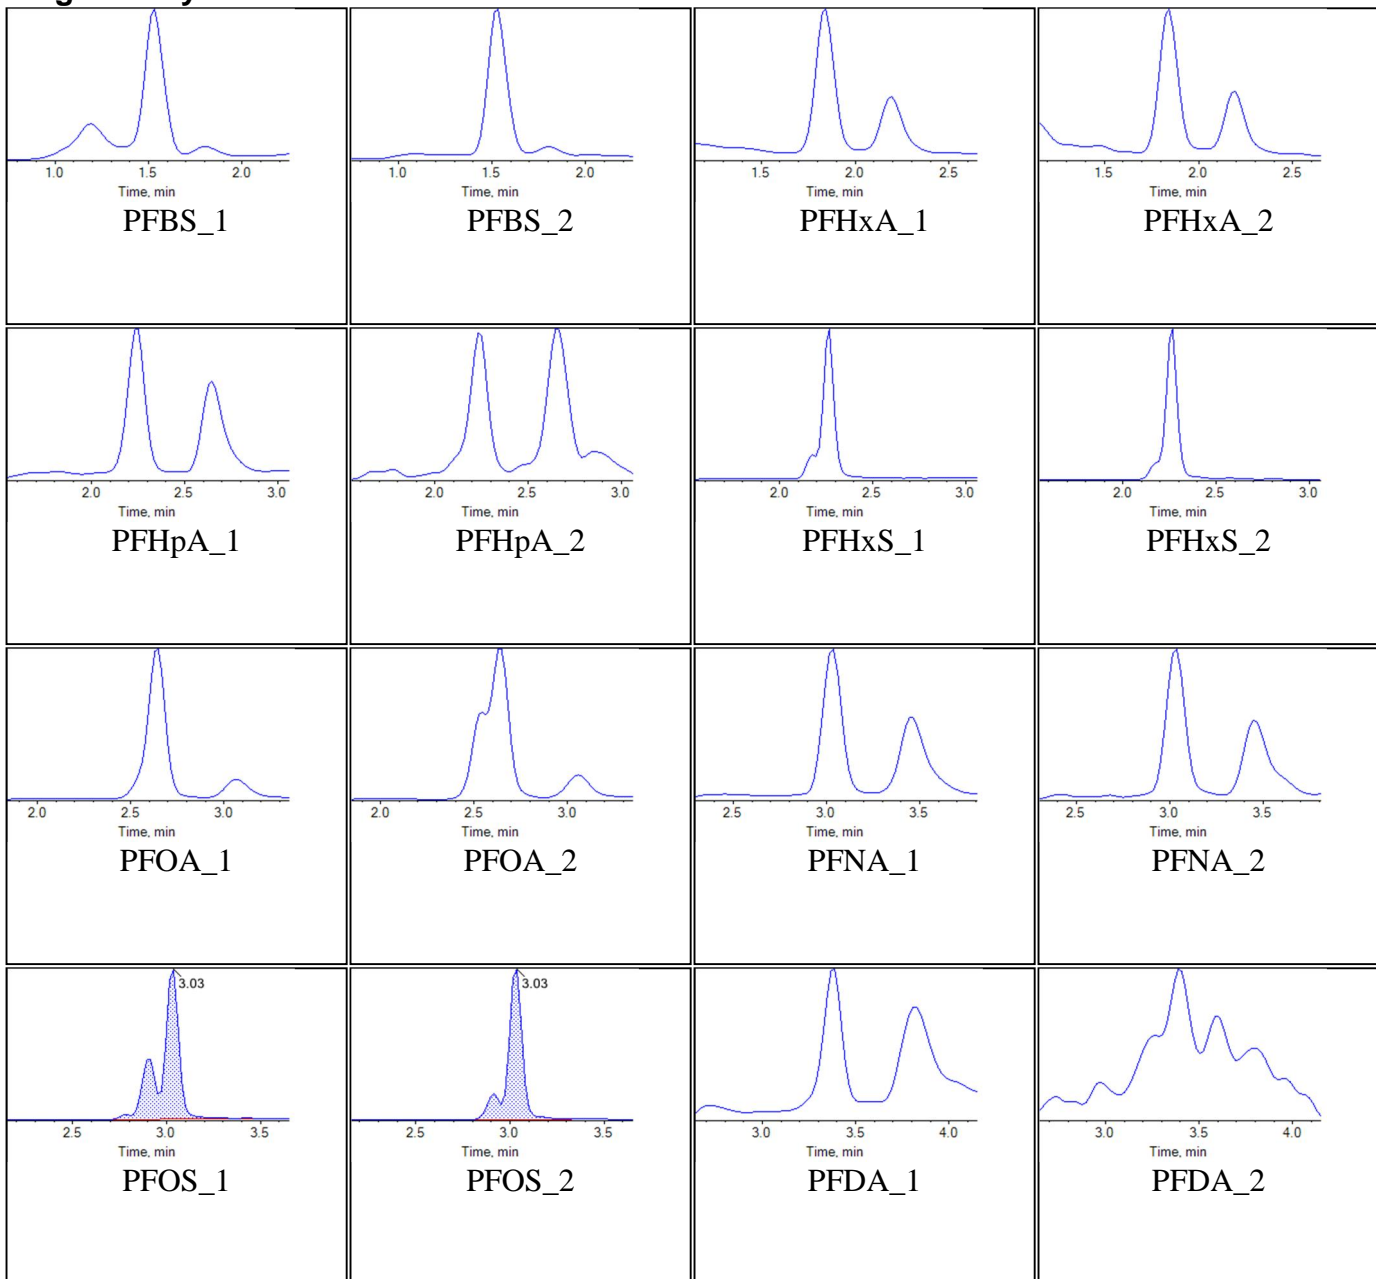 1.0 1.5 2.0
Time, min
PFBS_1
1.0 1.5 2.0
Time, min
PFBS_2
1.5 2.0 2.5
Time, min
PFHxA_1
1.5 2.0 2.5
Time, min
PFHxA_2
2.0 2.5 3.0
Time, min
PFHpA_1
2.0 2.5 3.0
Time, min
PFHpA_2
2.0 2.5 3.0
Time, min
PFHxS_1
2.0 2.5 3.0
Time, min
PFHxS_2
2.0 2.5 3.0
Time, min
PFOA_1
2.0 2.5 3.0
Time, min
PFOA_2
2.5 3.0 3.5
Time, min
PFNA_1
2.5 3.0 3.5
Time, min
PFNA_2
3.03
2.5 3.0 3.5
Time, min
PFOS_1
3.03
2.5 3.0 3.5
Time, min
PFOS_2
3.0 3.5 4.0
Time, min
PFDA_1
3.0 3.5 4.0
Time, min
PFDA_2